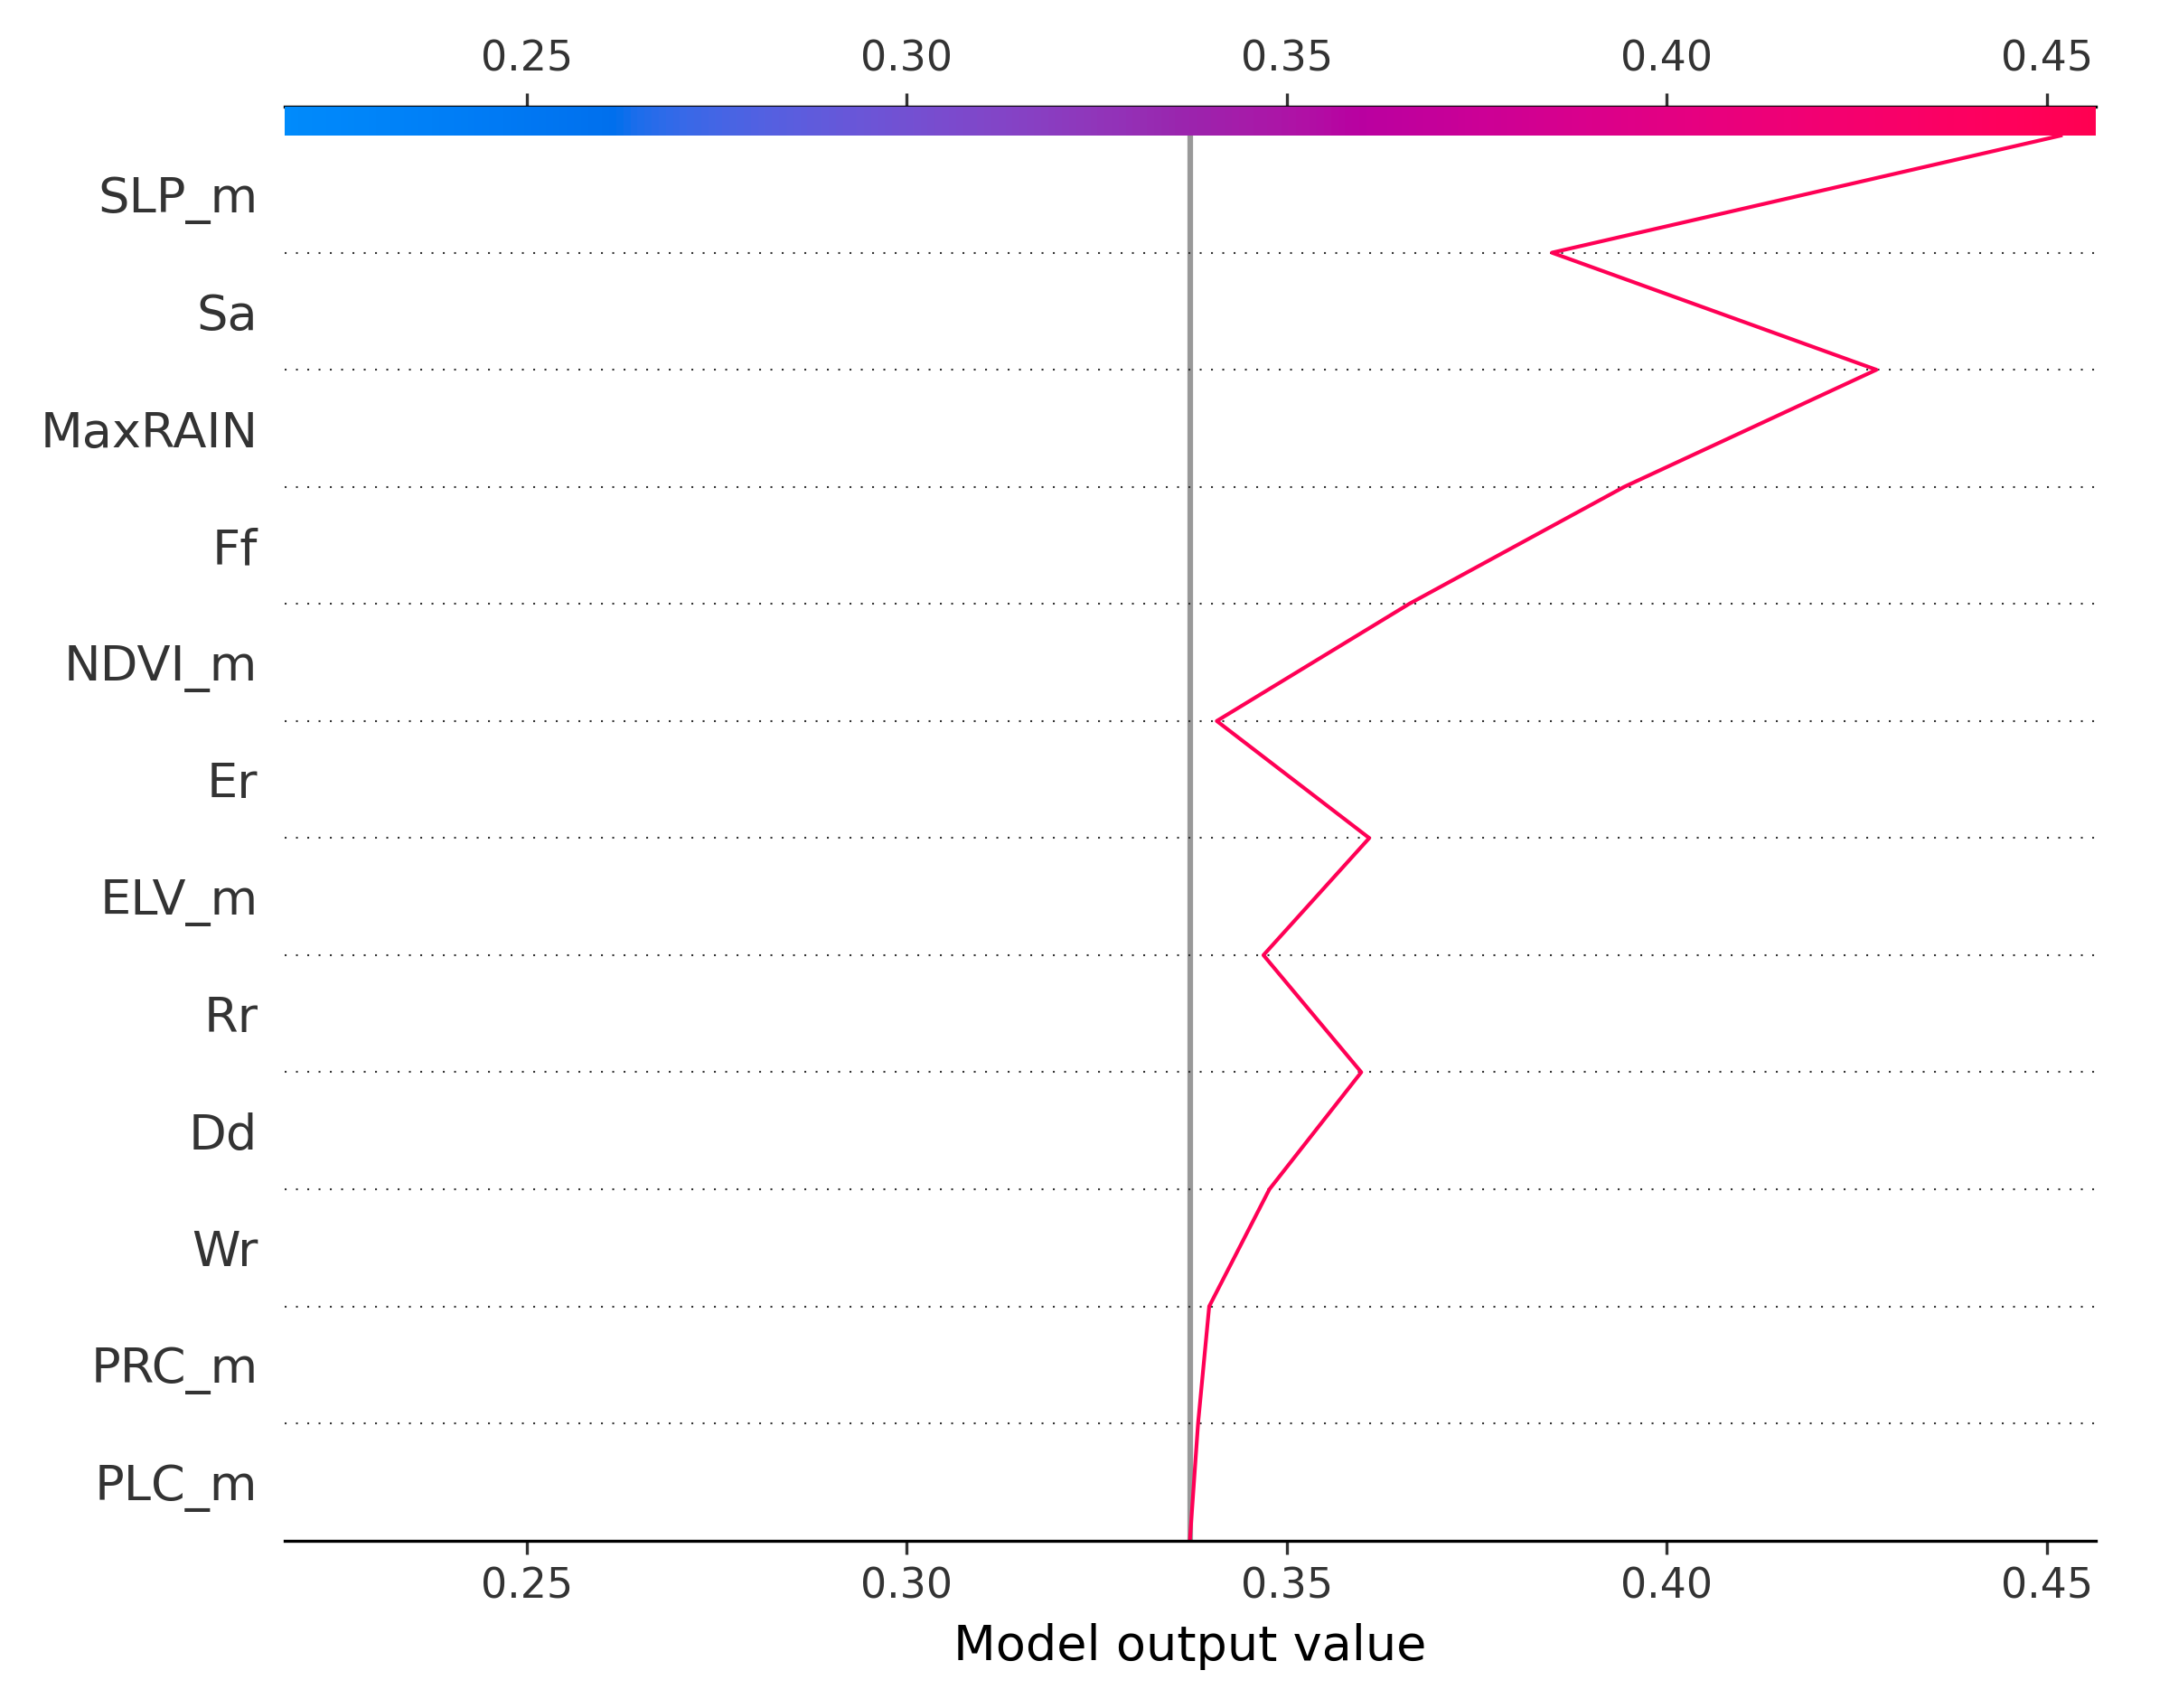 0.25 0.30 0.35 0.40 0.45
SLP_m
Sa
MaxRAIN
Ff
NDVI_m
Er
ELV_m
Rr
Dd
Wr
PRC_m
PLC_m
0.25 0.30 0.35 0.40 0.45
Model output value